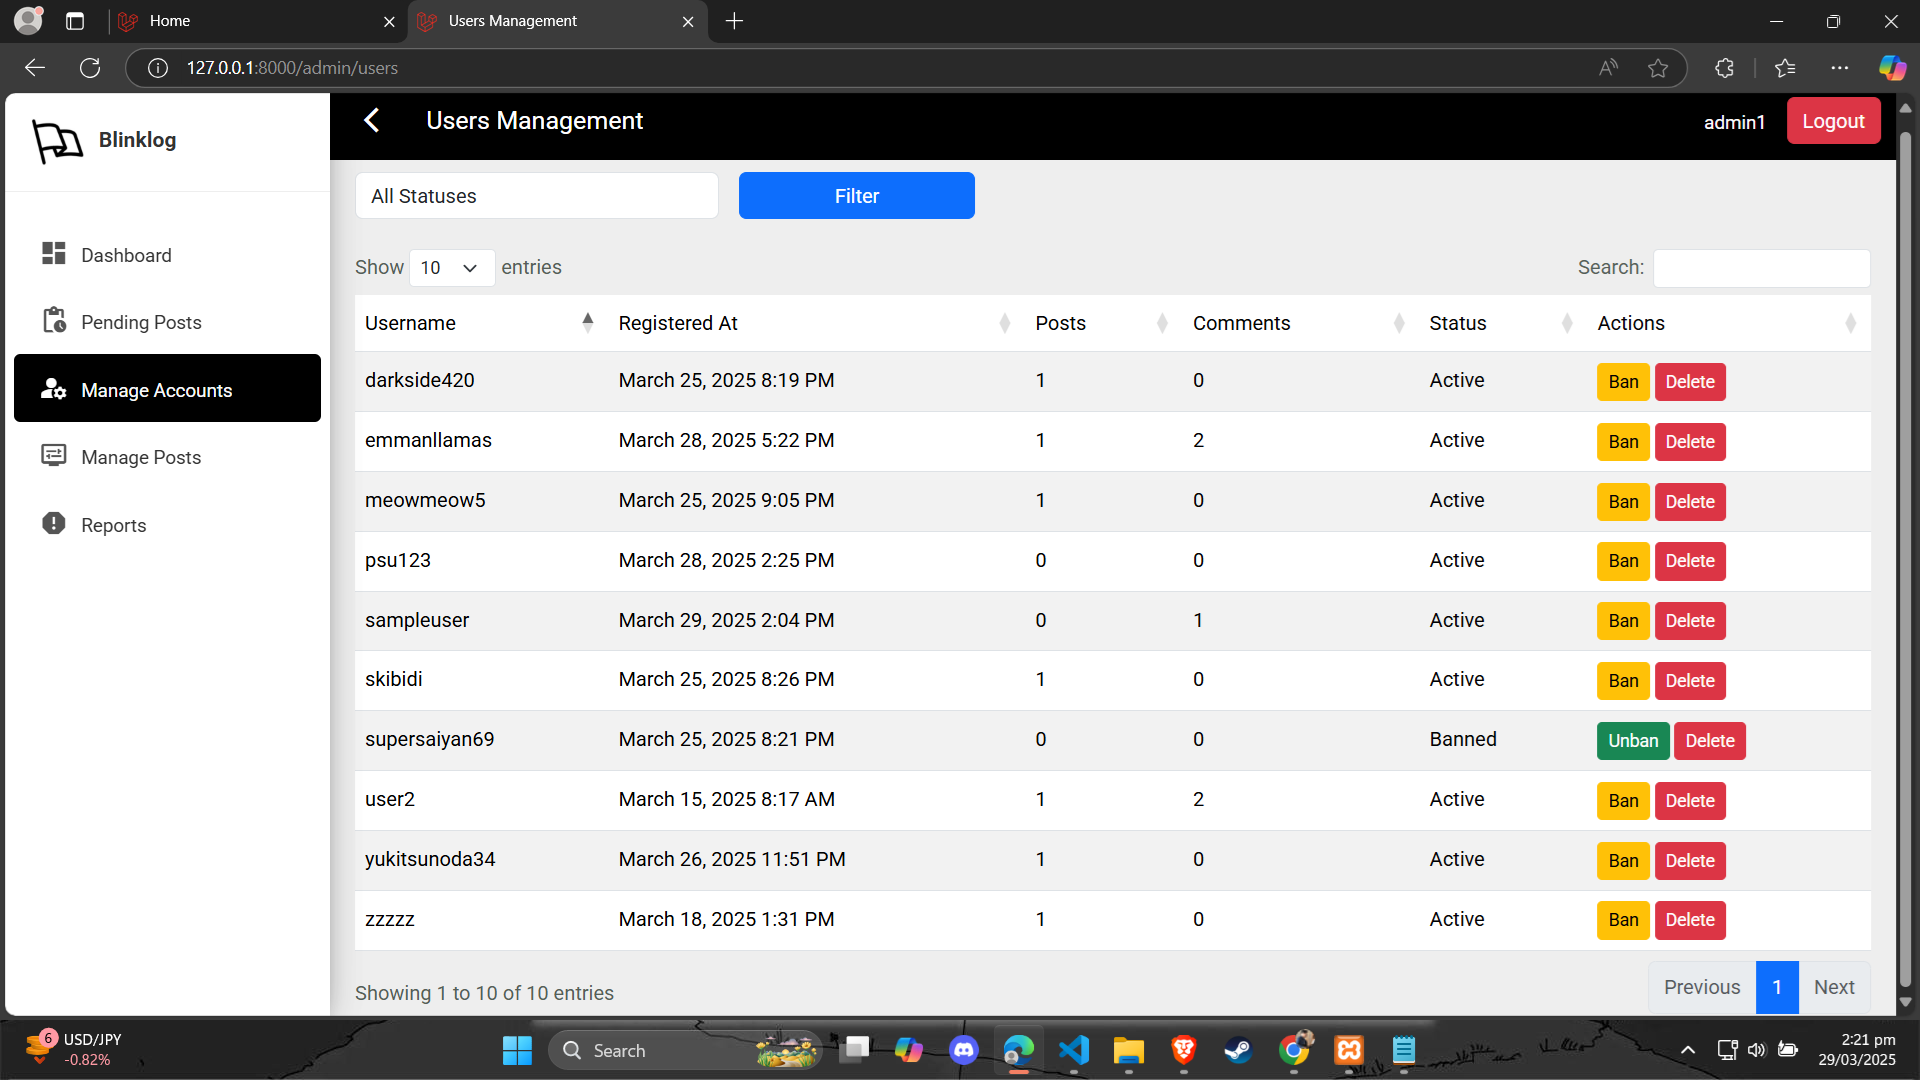 Home
Users Management
127.0.0.1:8000/admin/users
Blinklog
Users Management
admin1
Logout
Dashboard
Pending Posts
Manage Accounts
Manage Posts
Reports
All Statuses
Filter
Show 10 entries
Search:
Username Registered At Posts Comments Status Actions
darkside420 March 25, 2025 8:19 PM 1 0 Active Ban Delete
emmanllamas March 28, 2025 5:22 PM 1 2 Active Ban Delete
meowmeow5 March 25, 2025 9:05 PM 1 0 Active Ban Delete
psu123 March 28, 2025 2:25 PM 0 0 Active Ban Delete
sampleuser March 29, 2025 2:04 PM 0 1 Active Ban Delete
skibidi March 25, 2025 8:26 PM 1 0 Active Ban Delete
supersaiyan69 March 25, 2025 8:21 PM 0 0 Banned Unban Delete
user2 March 15, 2025 8:17 AM 1 2 Active Ban Delete
yukitsunoda34 March 26, 2025 11:51 PM 1 0 Active Ban Delete
zzzzz March 18, 2025 1:31 PM 1 0 Active Ban Delete
Showing 1 to 10 of 10 entries
Previous 1 Next
6
USD/JPY
-0.82%
Search
2:21 pm
29/03/2025